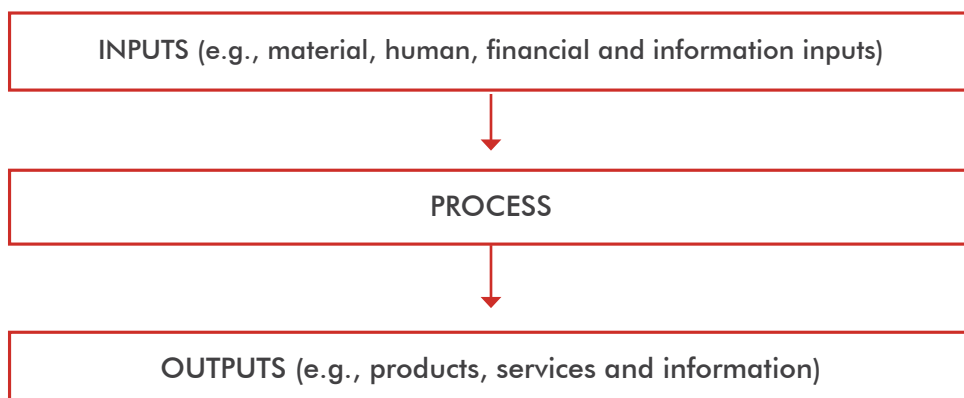 INPUTS (e.g., material, human, financial and information inputs)
PROCESS
OUTPUTS (e.g., products, services and information)